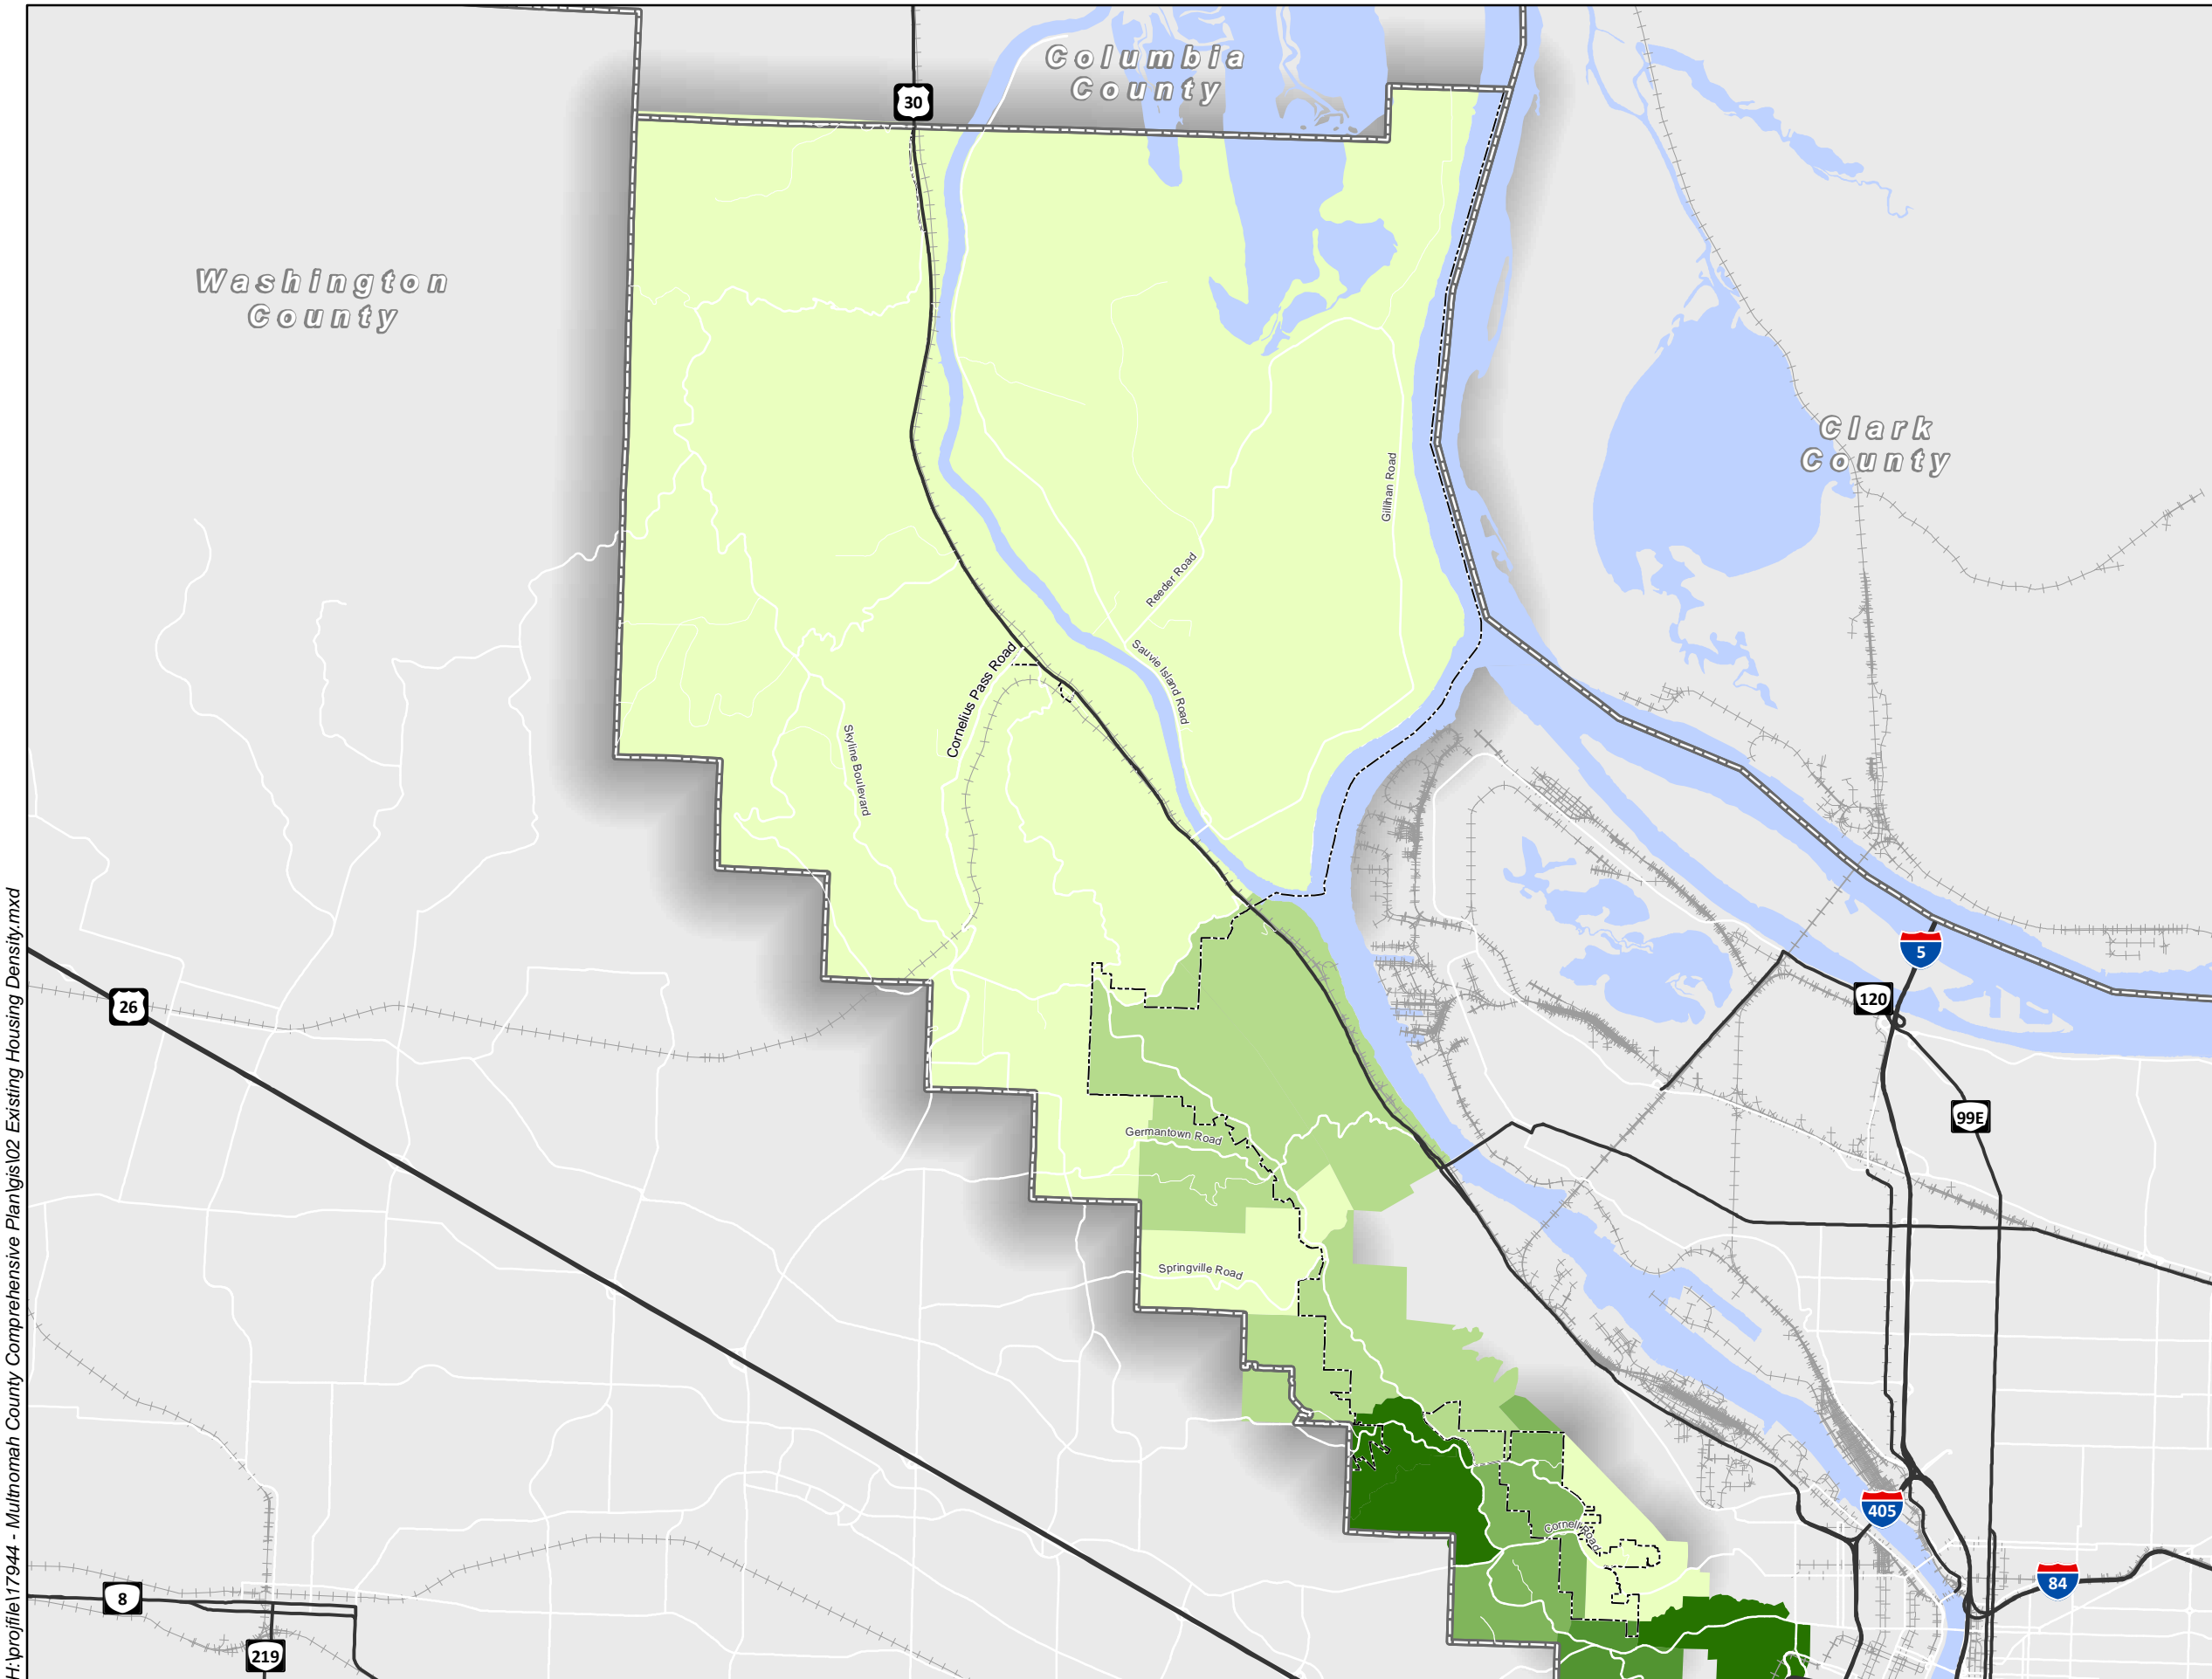 Columbia
County
30
Washington
County
Clark
County
Gillihan Road
Reeder Road
Sauvie Island Road
Cornelius Pass Road
Skyline Boulevard
5
26
120
99E
Germantown Road
Springville Road
405
Cornell Road
84
8
219
H:\projfile\17944 - Multnomah County Comprehensive Plan\gis\02 Existing Housing Density.mxd